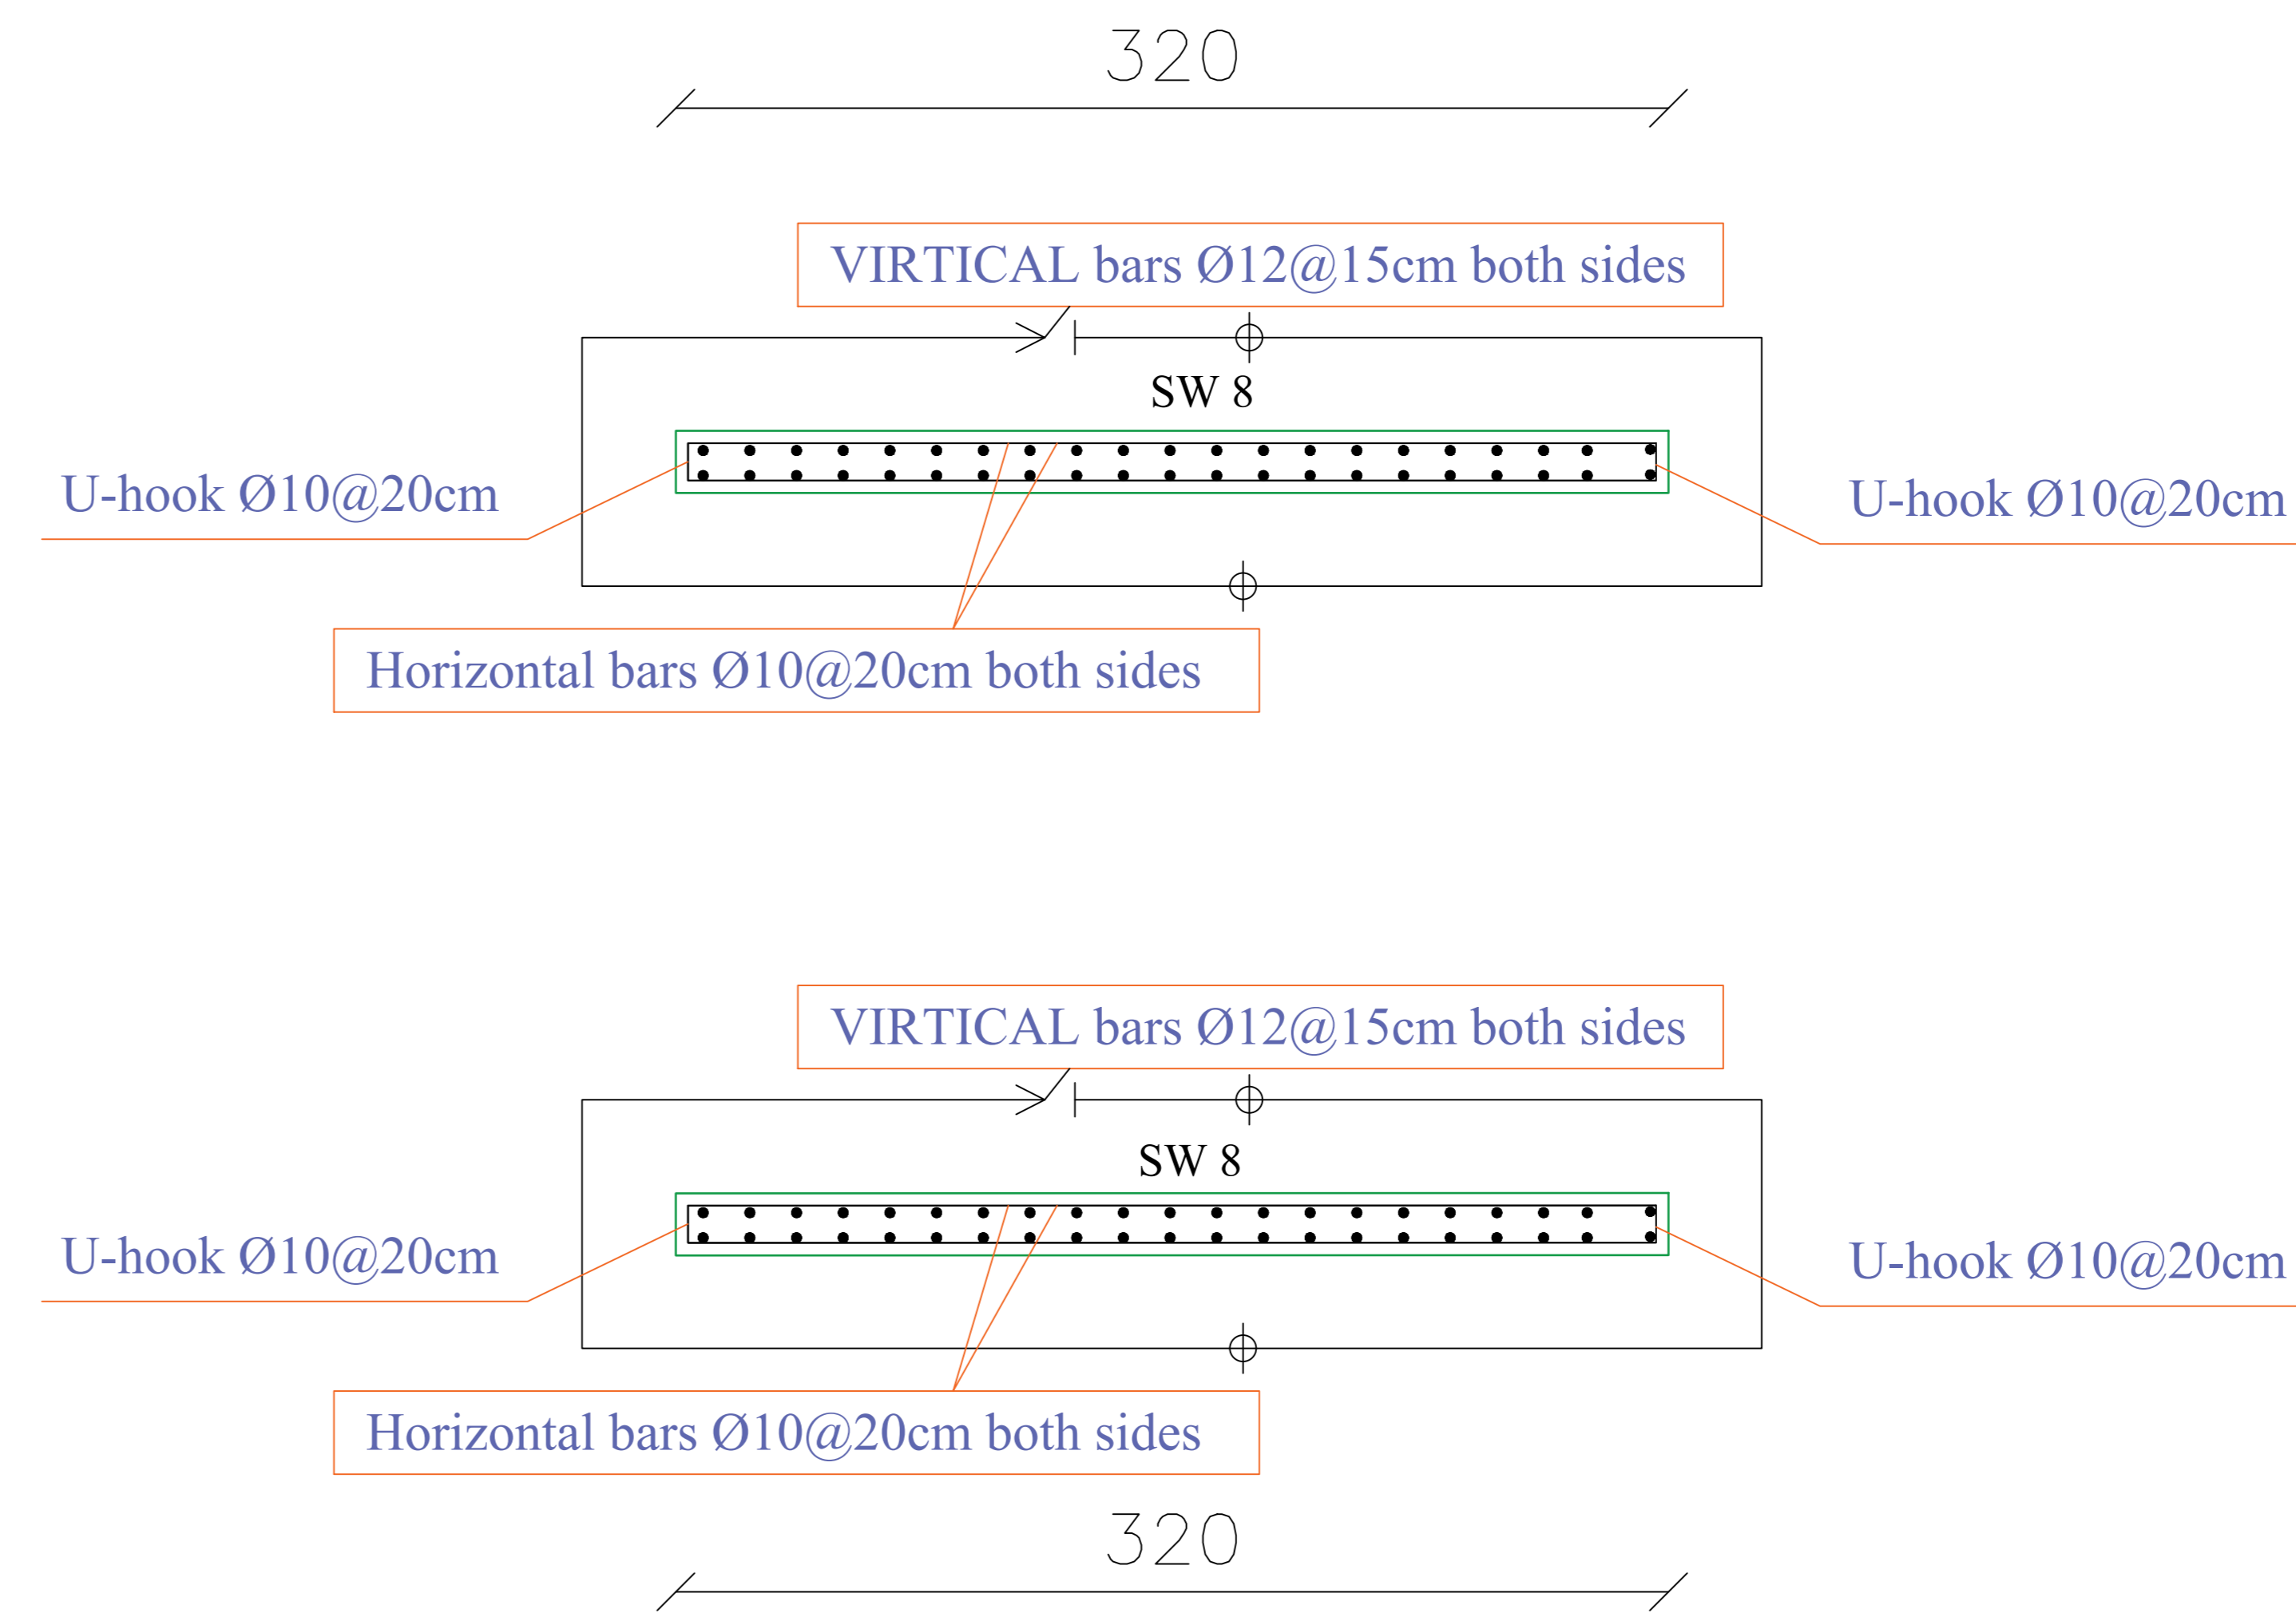 320
VIRTICAL bars Ø12@15cm both sides
SW 8
U-hook Ø10@20cm
U-hook Ø10@20cm
Horizontal bars Ø10@20cm both sides
VIRTICAL bars Ø12@15cm both sides
SW 8
U-hook Ø10@20cm
U-hook Ø10@20cm
Horizontal bars Ø10@20cm both sides
320